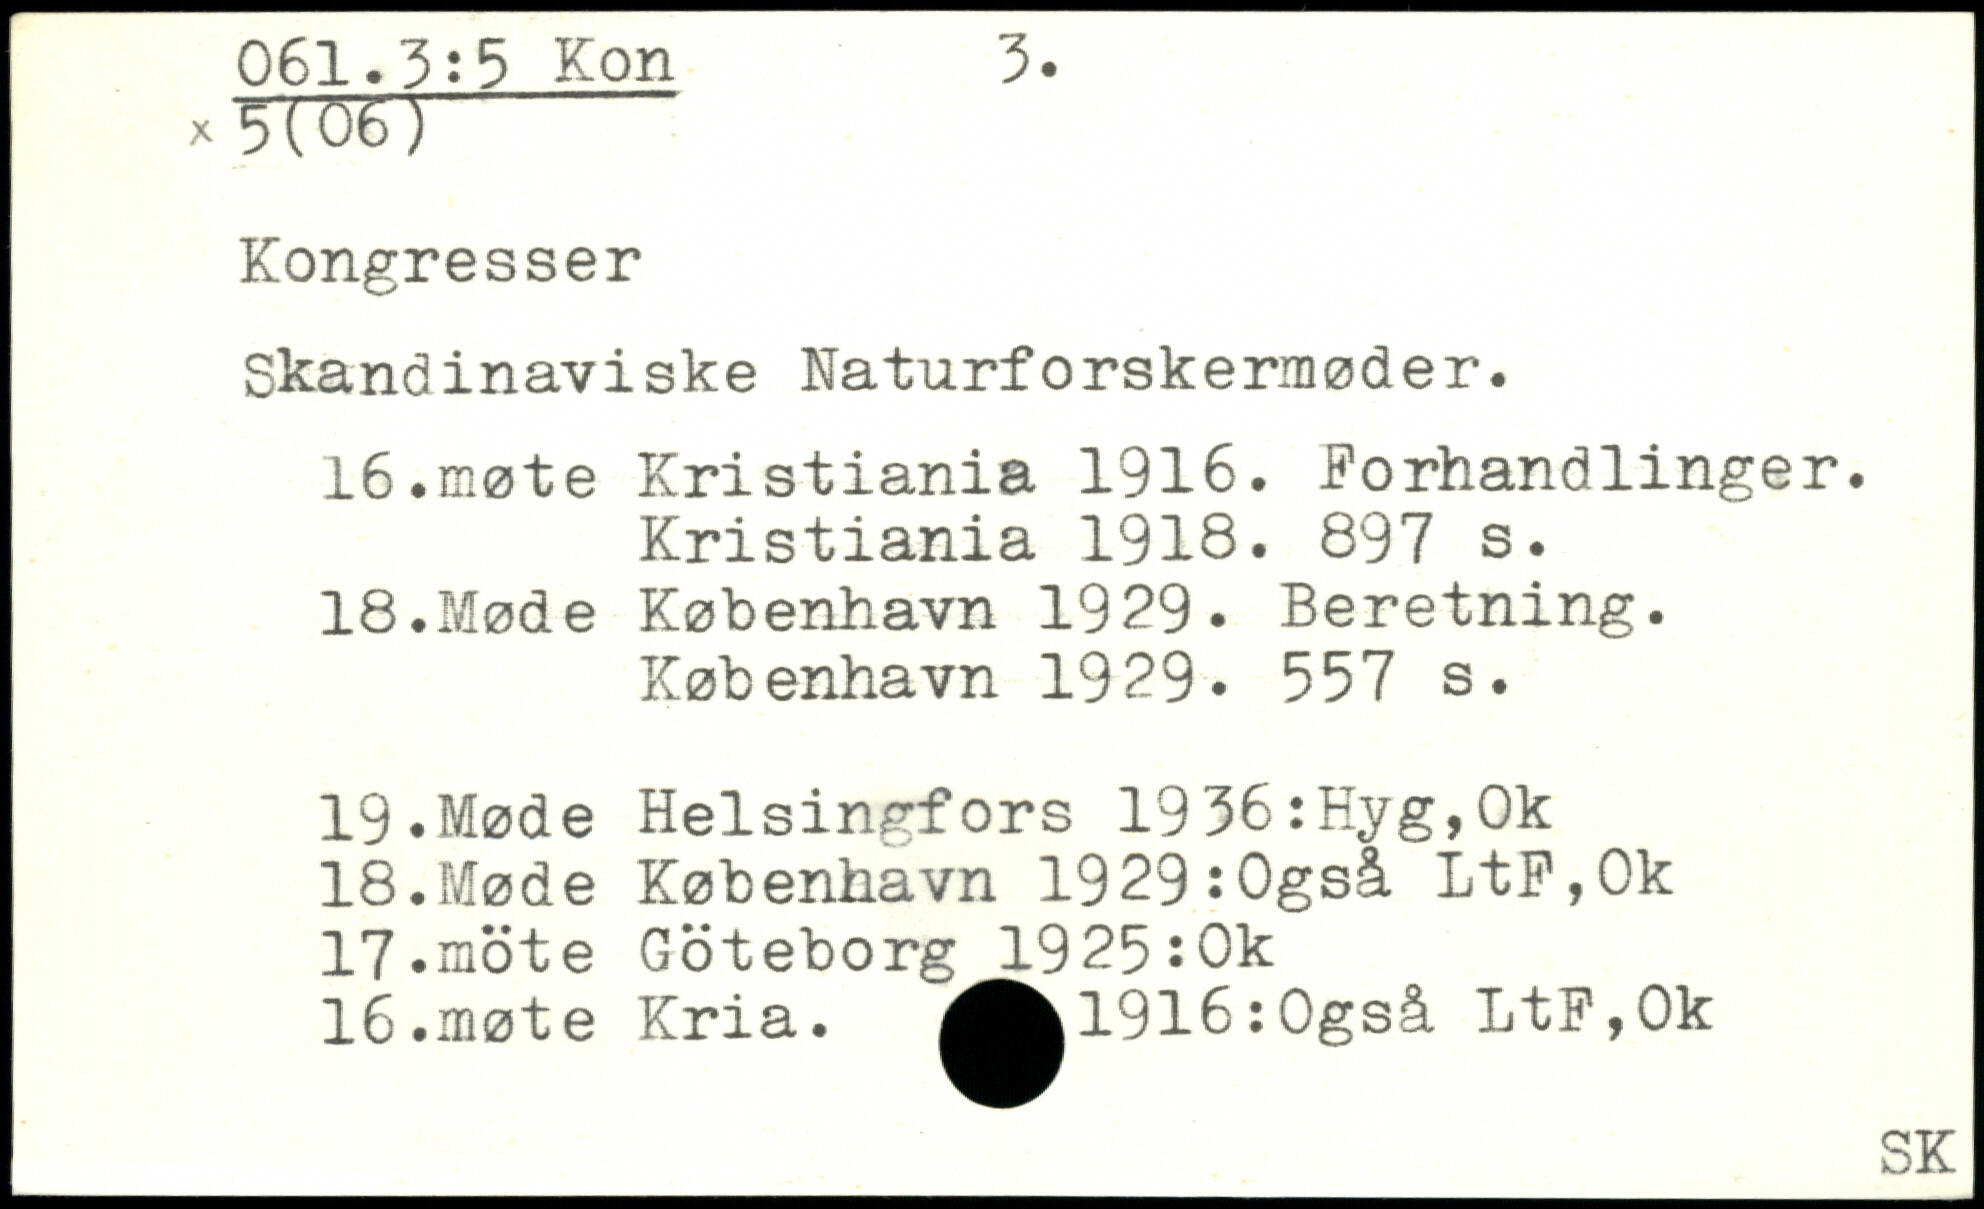 061.3:5 Kon 3.
x 5(06)
Kongresser
Skandinaviske Naturforskermøder.
16.møte Kristiania 1916. Forhandlinger.
Kristiania 1918. 897 s.
18.Møde København 1929. Beretning.
København 1929. 557 s.
19.Møde Helsingfors 1936:Hyg,Ok
18.Møde København 1929:Også LtF,Ok
17.möte Göteborg 1925:Ok
16.møte Kria. 1916:Også LtF,Ok
SK